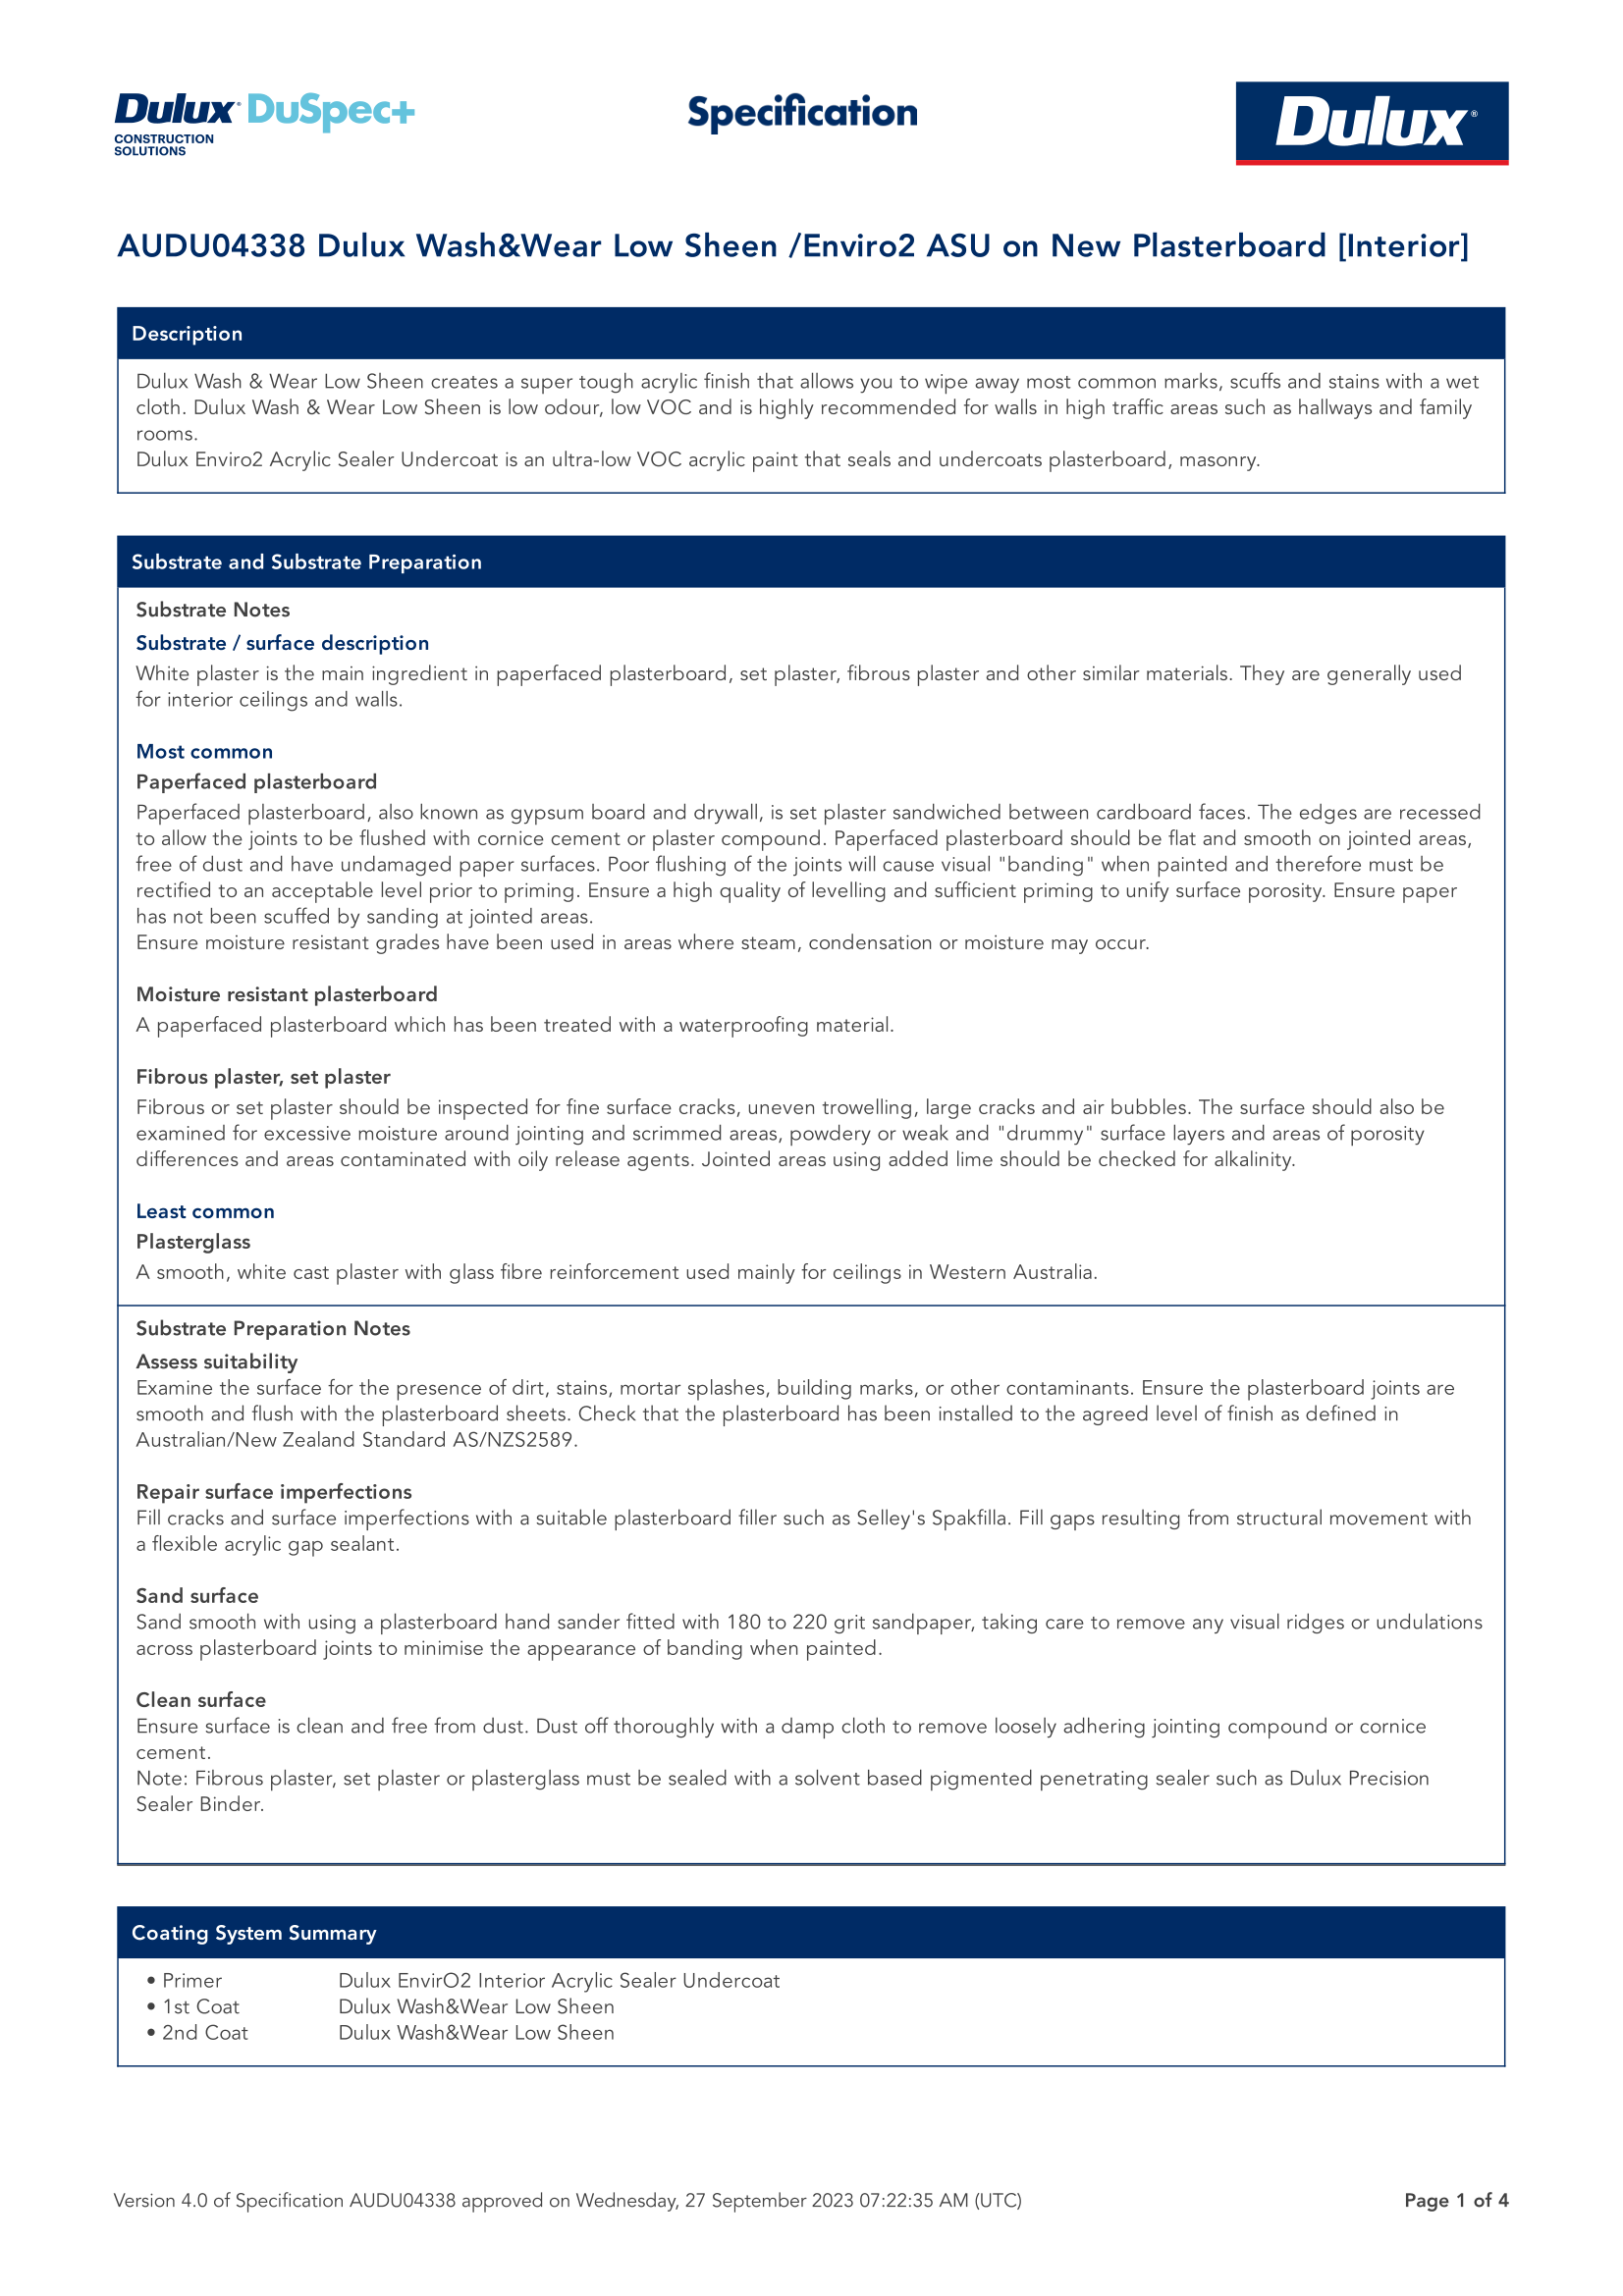 Dulux® DuSpec+
CONSTRUCTION
SOLUTIONS
Specification
Dulux®
AUDU04338 Dulux Wash&Wear Low Sheen /Enviro2 ASU on New Plasterboard [Interior]
Description
Dulux Wash & Wear Low Sheen creates a super tough acrylic finish that allows you to wipe away most common marks, scuffs and stains with a wet
cloth. Dulux Wash & Wear Low Sheen is low odour, low VOC and is highly recommended for walls in high traffic areas such as hallways and family
rooms.
Dulux Enviro2 Acrylic Sealer Undercoat is an ultra-low VOC acrylic paint that seals and undercoats plasterboard, masonry.
Substrate and Substrate Preparation
Substrate Notes
Substrate / surface description
White plaster is the main ingredient in paperfaced plasterboard, set plaster, fibrous plaster and other similar materials. They are generally used
for interior ceilings and walls.
Most common
Paperfaced plasterboard
Paperfaced plasterboard, also known as gypsum board and drywall, is set plaster sandwiched between cardboard faces. The edges are recessed
to allow the joints to be flushed with cornice cement or plaster compound. Paperfaced plasterboard should be flat and smooth on jointed areas,
free of dust and have undamaged paper surfaces. Poor flushing of the joints will cause visual "banding" when painted and therefore must be
rectified to an acceptable level prior to priming. Ensure a high quality of levelling and sufficient priming to unify surface porosity. Ensure paper
has not been scuffed by sanding at jointed areas.
Ensure moisture resistant grades have been used in areas where steam, condensation or moisture may occur.
Moisture resistant plasterboard
A paperfaced plasterboard which has been treated with a waterproofing material.
Fibrous plaster, set plaster
Fibrous or set plaster should be inspected for fine surface cracks, uneven trowelling, large cracks and air bubbles. The surface should also be
examined for excessive moisture around jointing and scrimmed areas, powdery or weak and "drummy" surface layers and areas of porosity
differences and areas contaminated with oily release agents. Jointed areas using added lime should be checked for alkalinity.
Least common
Plasterglass
A smooth, white cast plaster with glass fibre reinforcement used mainly for ceilings in Western Australia.
Substrate Preparation Notes
Assess suitability
Examine the surface for the presence of dirt, stains, mortar splashes, building marks, or other contaminants. Ensure the plasterboard joints are
smooth and flush with the plasterboard sheets. Check that the plasterboard has been installed to the agreed level of finish as defined in
Australian/New Zealand Standard AS/NZS2589.
Repair surface imperfections
Fill cracks and surface imperfections with a suitable plasterboard filler such as Selley's Spakfilla. Fill gaps resulting from structural movement with
a flexible acrylic gap sealant.
Sand surface
Sand smooth with using a plasterboard hand sander fitted with 180 to 220 grit sandpaper, taking care to remove any visual ridges or undulations
across plasterboard joints to minimise the appearance of banding when painted.
Clean surface
Ensure surface is clean and free from dust. Dust off thoroughly with a damp cloth to remove loosely adhering jointing compound or cornice
cement.
Note: Fibrous plaster, set plaster or plasterglass must be sealed with a solvent based pigmented penetrating sealer such as Dulux Precision
Sealer Binder.
Coating System Summary
• Primer Dulux EnvirO2 Interior Acrylic Sealer Undercoat
• 1st Coat Dulux Wash&Wear Low Sheen
• 2nd Coat Dulux Wash&Wear Low Sheen
Version 4.0 of Specification AUDU04338 approved on Wednesday, 27 September 2023 07:22:35 AM (UTC)
Page 1 of 4